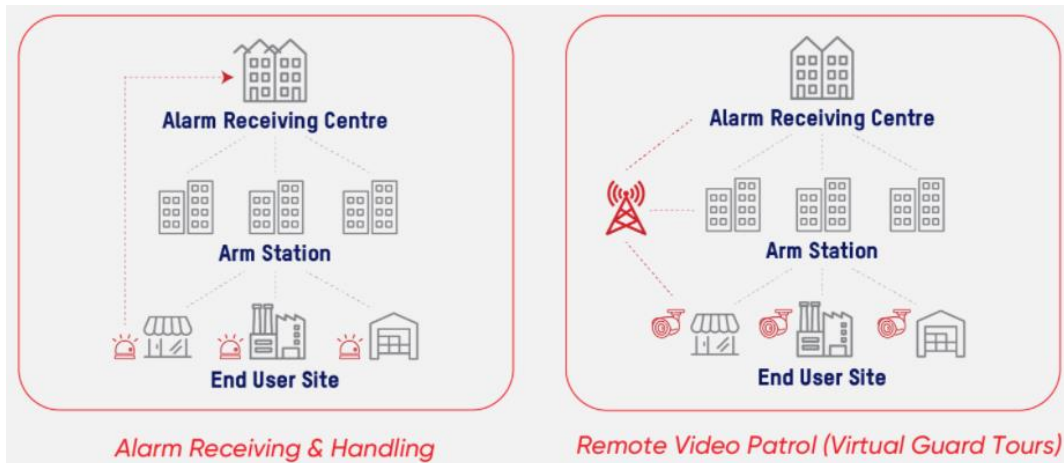 Alarm Receiving Centre
Arm Station
End User Site
Alarm Receiving & Handling
Alarm Receiving Centre
Arm Station
End User Site
Remote Video Patrol (Virtual Guard Tours)